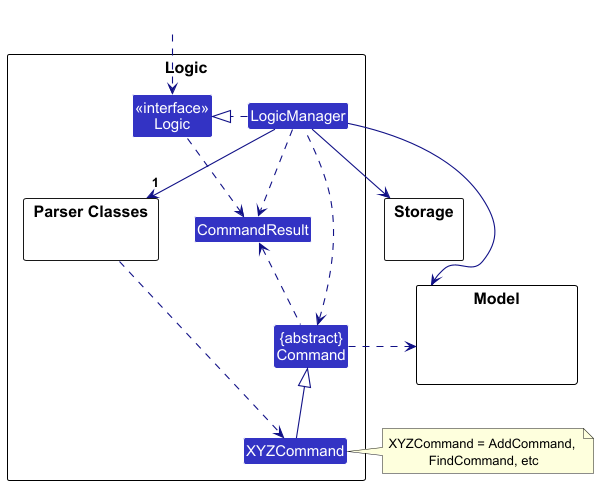 Logic
«interface»
Logic
LogicManager
1
Parser Classes
Storage
CommandResult
Model
{abstract}
Command
XYZCommand
XYZCommand = AddCommand,
FindCommand, etc